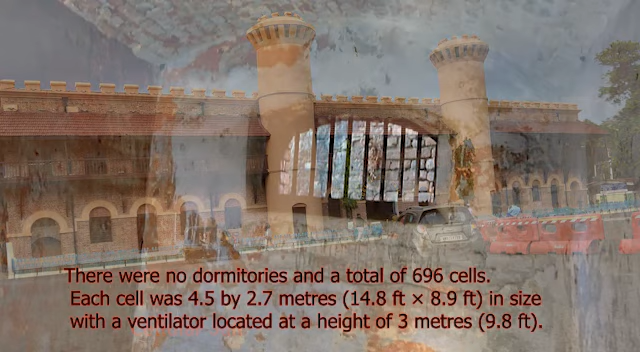 There were no dormitories and a total of 696 cells.
Each cell was 4.5 by 2.7 metres (14.8 ft × 8.9 ft) in size
with a ventilator located at a height of 3 metres (9.8 ft).